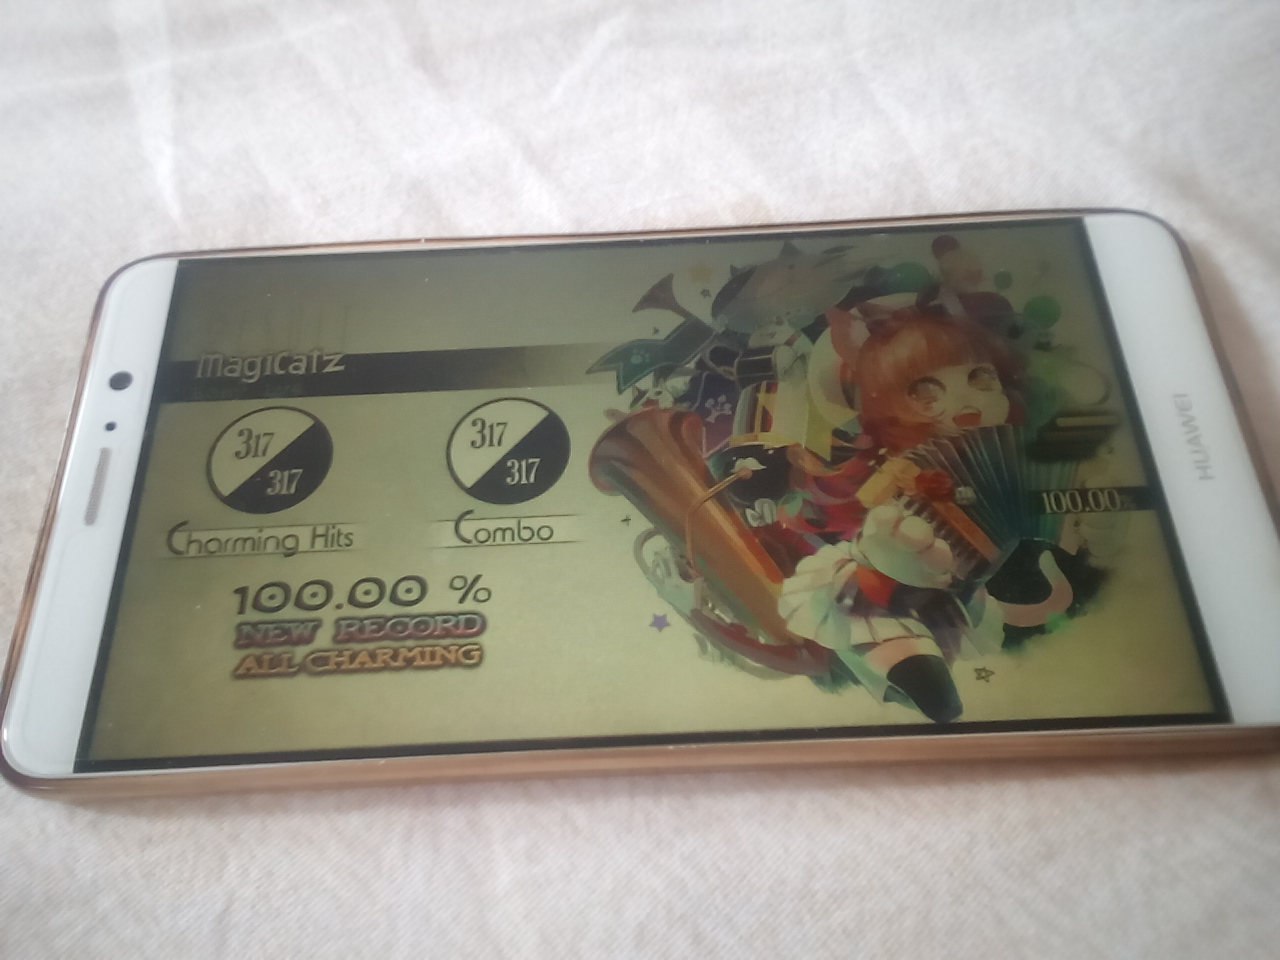 Magicatz
317
317
Charming Hits
317
317
Combo
100.00 %
NEW RECORD
ALL CHARMING
100.00%
HUAWEI